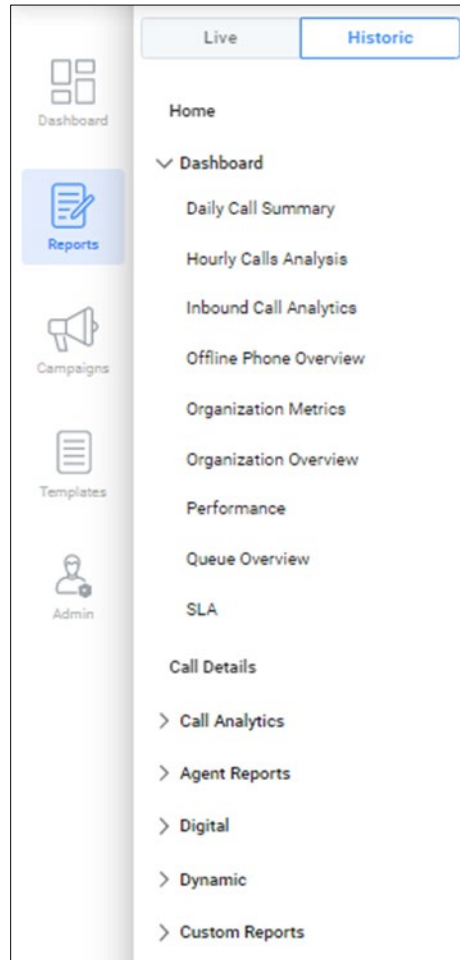 Live
Historic
Dashboard
Reports
Campaigns
Templates
Admin
Home
Dashboard
Daily Call Summary
Hourly Calls Analysis
Inbound Call Analytics
Offline Phone Overview
Organization Metrics
Organization Overview
Performance
Queue Overview
SLA
Call Details
Call Analytics
Agent Reports
Digital
Dynamic
Custom Reports